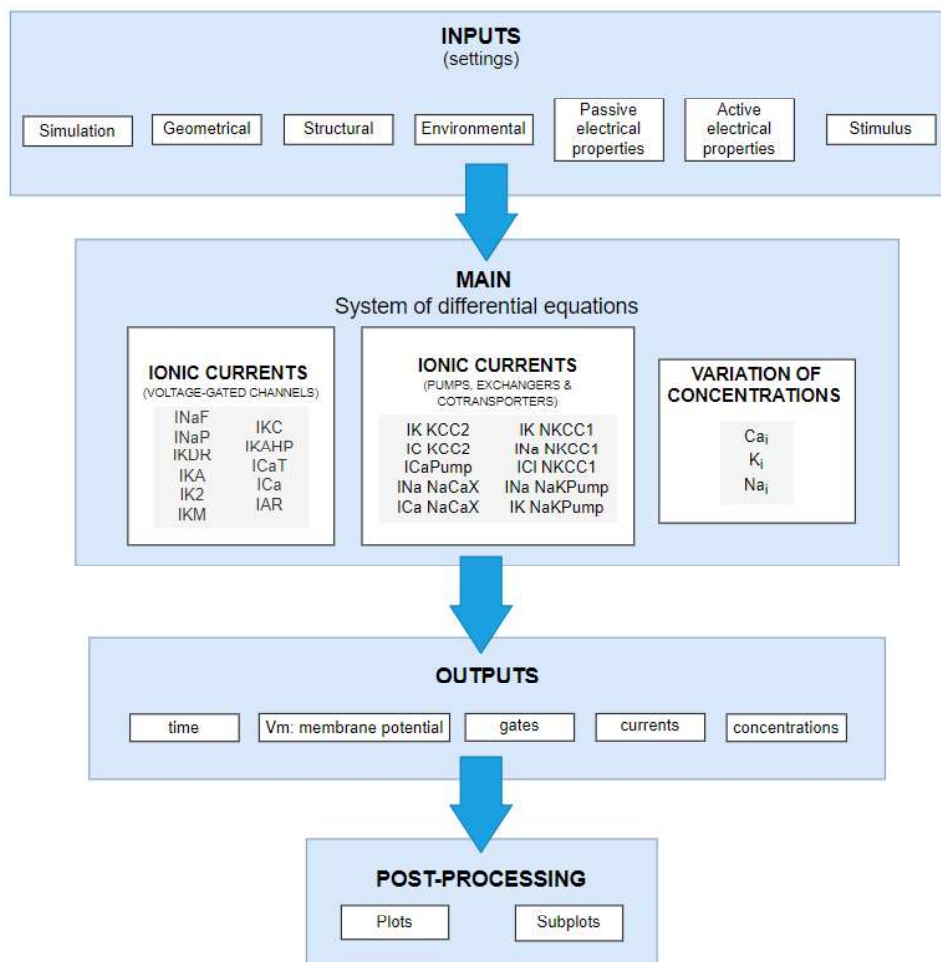 INPUTS
(settings)
Simulation
Geometrical
Structural
Environmental
Passive
electrical
properties
Active
electrical
properties
Stimulus
MAIN
System of differential equations
IONIC CURRENTS
(VOLTAGE-GATED CHANNELS)
INaF
INaP
IKDR
IKA
IK2
IKM
IKC
IKAHP
ICaT
ICa
IAR
IONIC CURRENTS
(PUMPS, EXCHANGERS &
COTRANSPORTERS)
IK KCC2
IC KCC2
ICaPump
INa NaCaX
ICa NaCaX
IK NKCC1
INa NKCC1
ICl NKCC1
INa NaKPump
IK NaKPump
VARIATION OF
CONCENTRATIONS
Cai
Ki
Nai
OUTPUTS
time
Vm: membrane potential
gates
currents
concentrations
POST-PROCESSING
Plots
Subplots